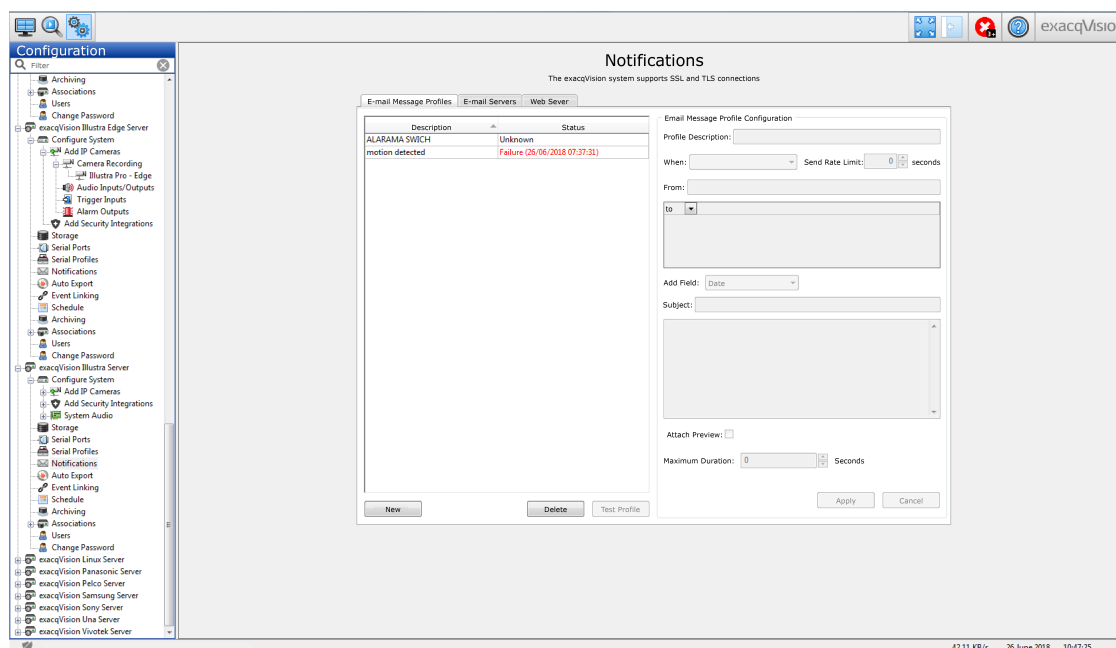 exacqVisio
Configuration
Filter
Archiving
Associations
Users
Change Password
exacqVision Illustra Edge Server
Configure System
Add IP Cameras
Camera Recording
Illustra Pro - Edge
Audio Inputs/Outputs
Trigger Inputs
Alarm Outputs
Add Security Integrations
Storage
Serial Ports
Serial Profiles
Notifications
Auto Export
Event Linking
Schedule
Archiving
Associations
Users
Change Password
exacqVision Illustra Server
Configure System
Add IP Cameras
Add Security Integrations
System Audio
Storage
Serial Ports
Serial Profiles
Notifications
Auto Export
Event Linking
Schedule
Archiving
Associations
Users
Change Password
exacqVision Linux Server
exacqVision Panasonic Server
exacqVision Pelco Server
exacqVision Samsung Server
exacqVision Sony Server
exacqVision Una Server
exacqVision Vivotek Server
Notifications
The exacqVision system supports SSL and TLS connections
E-mail Message Profiles E-mail Servers Web Sever
Description Status
ALARAMA SWICH Unknown
motion detected Failure (26/06/2018 07:37:31)
New Delete Test Profile
Email Message Profile Configuration
Profile Description:
When: Send Rate Limit: 0 seconds
From:
to
Add Field: Date
Subject:
Attach Preview:
Maximum Duration: 0 Seconds
Apply Cancel
42.11 KB/s 26 June 2018 10:47:25